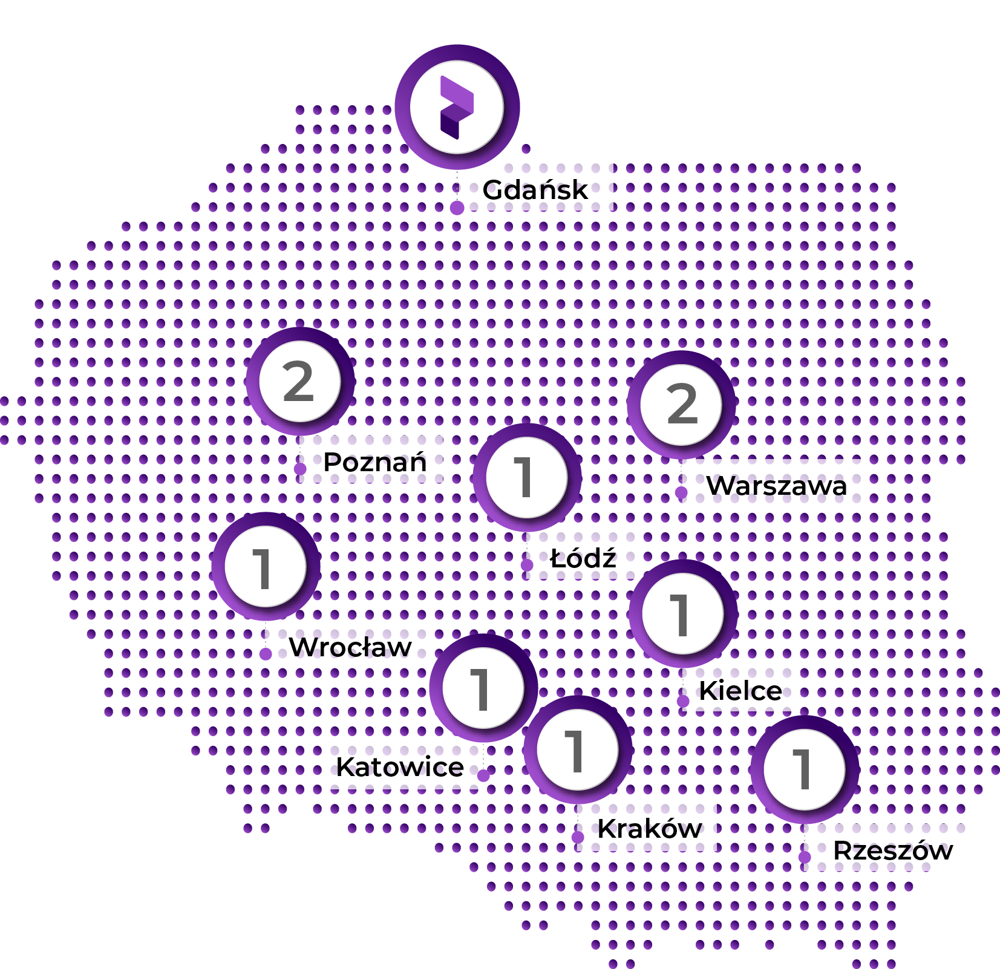 Gdańsk
2
Poznań
2
Warszawa
1
Łódź
1
Wrocław
1
Kielce
1
Katowice
1
Kraków
1
Rzeszów